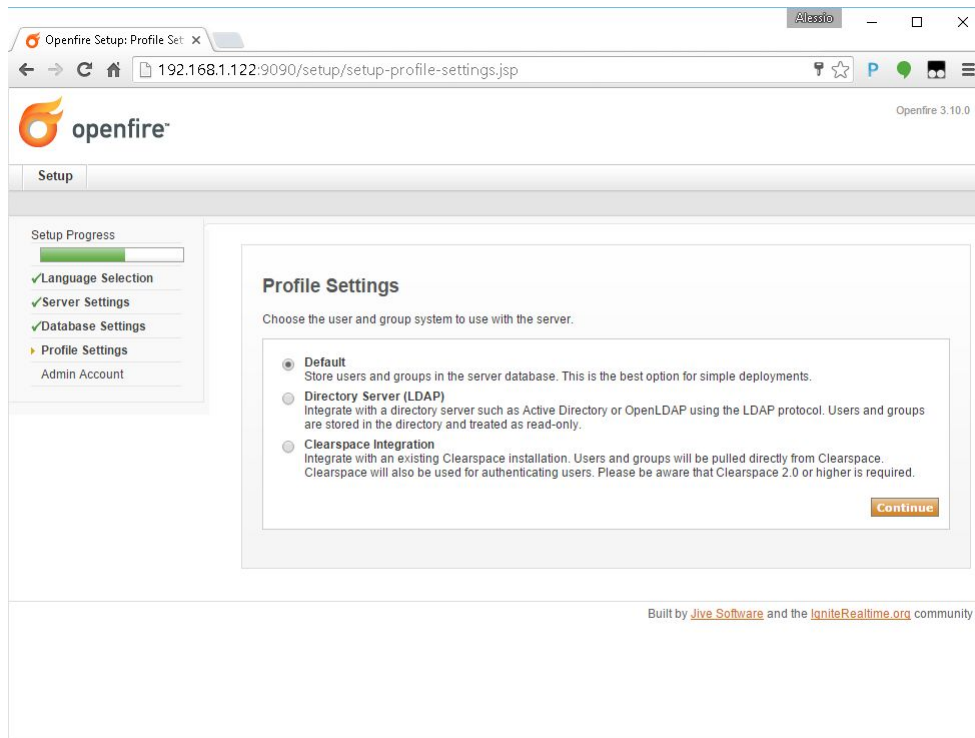 Alessio
Openfire Setup: Profile Set
192.168.1.122:9090/setup/setup-profile-settings.jsp
P
openfire™
Openfire 3.10.0
Setup
Setup Progress
Language Selection
Server Settings
Database Settings
Profile Settings
Admin Account
Profile Settings
Choose the user and group system to use with the server.
Default
Store users and groups in the server database. This is the best option for simple deployments.
Directory Server (LDAP)
Integrate with a directory server such as Active Directory or OpenLDAP using the LDAP protocol. Users and groups
are stored in the directory and treated as read-only.
Clearspace Integration
Integrate with an existing Clearspace installation. Users and groups will be pulled directly from Clearspace.
Clearspace will also be used for authenticating users. Please be aware that Clearspace 2.0 or higher is required.
Continue
Built by Jive Software and the IgniteRealtime.org community